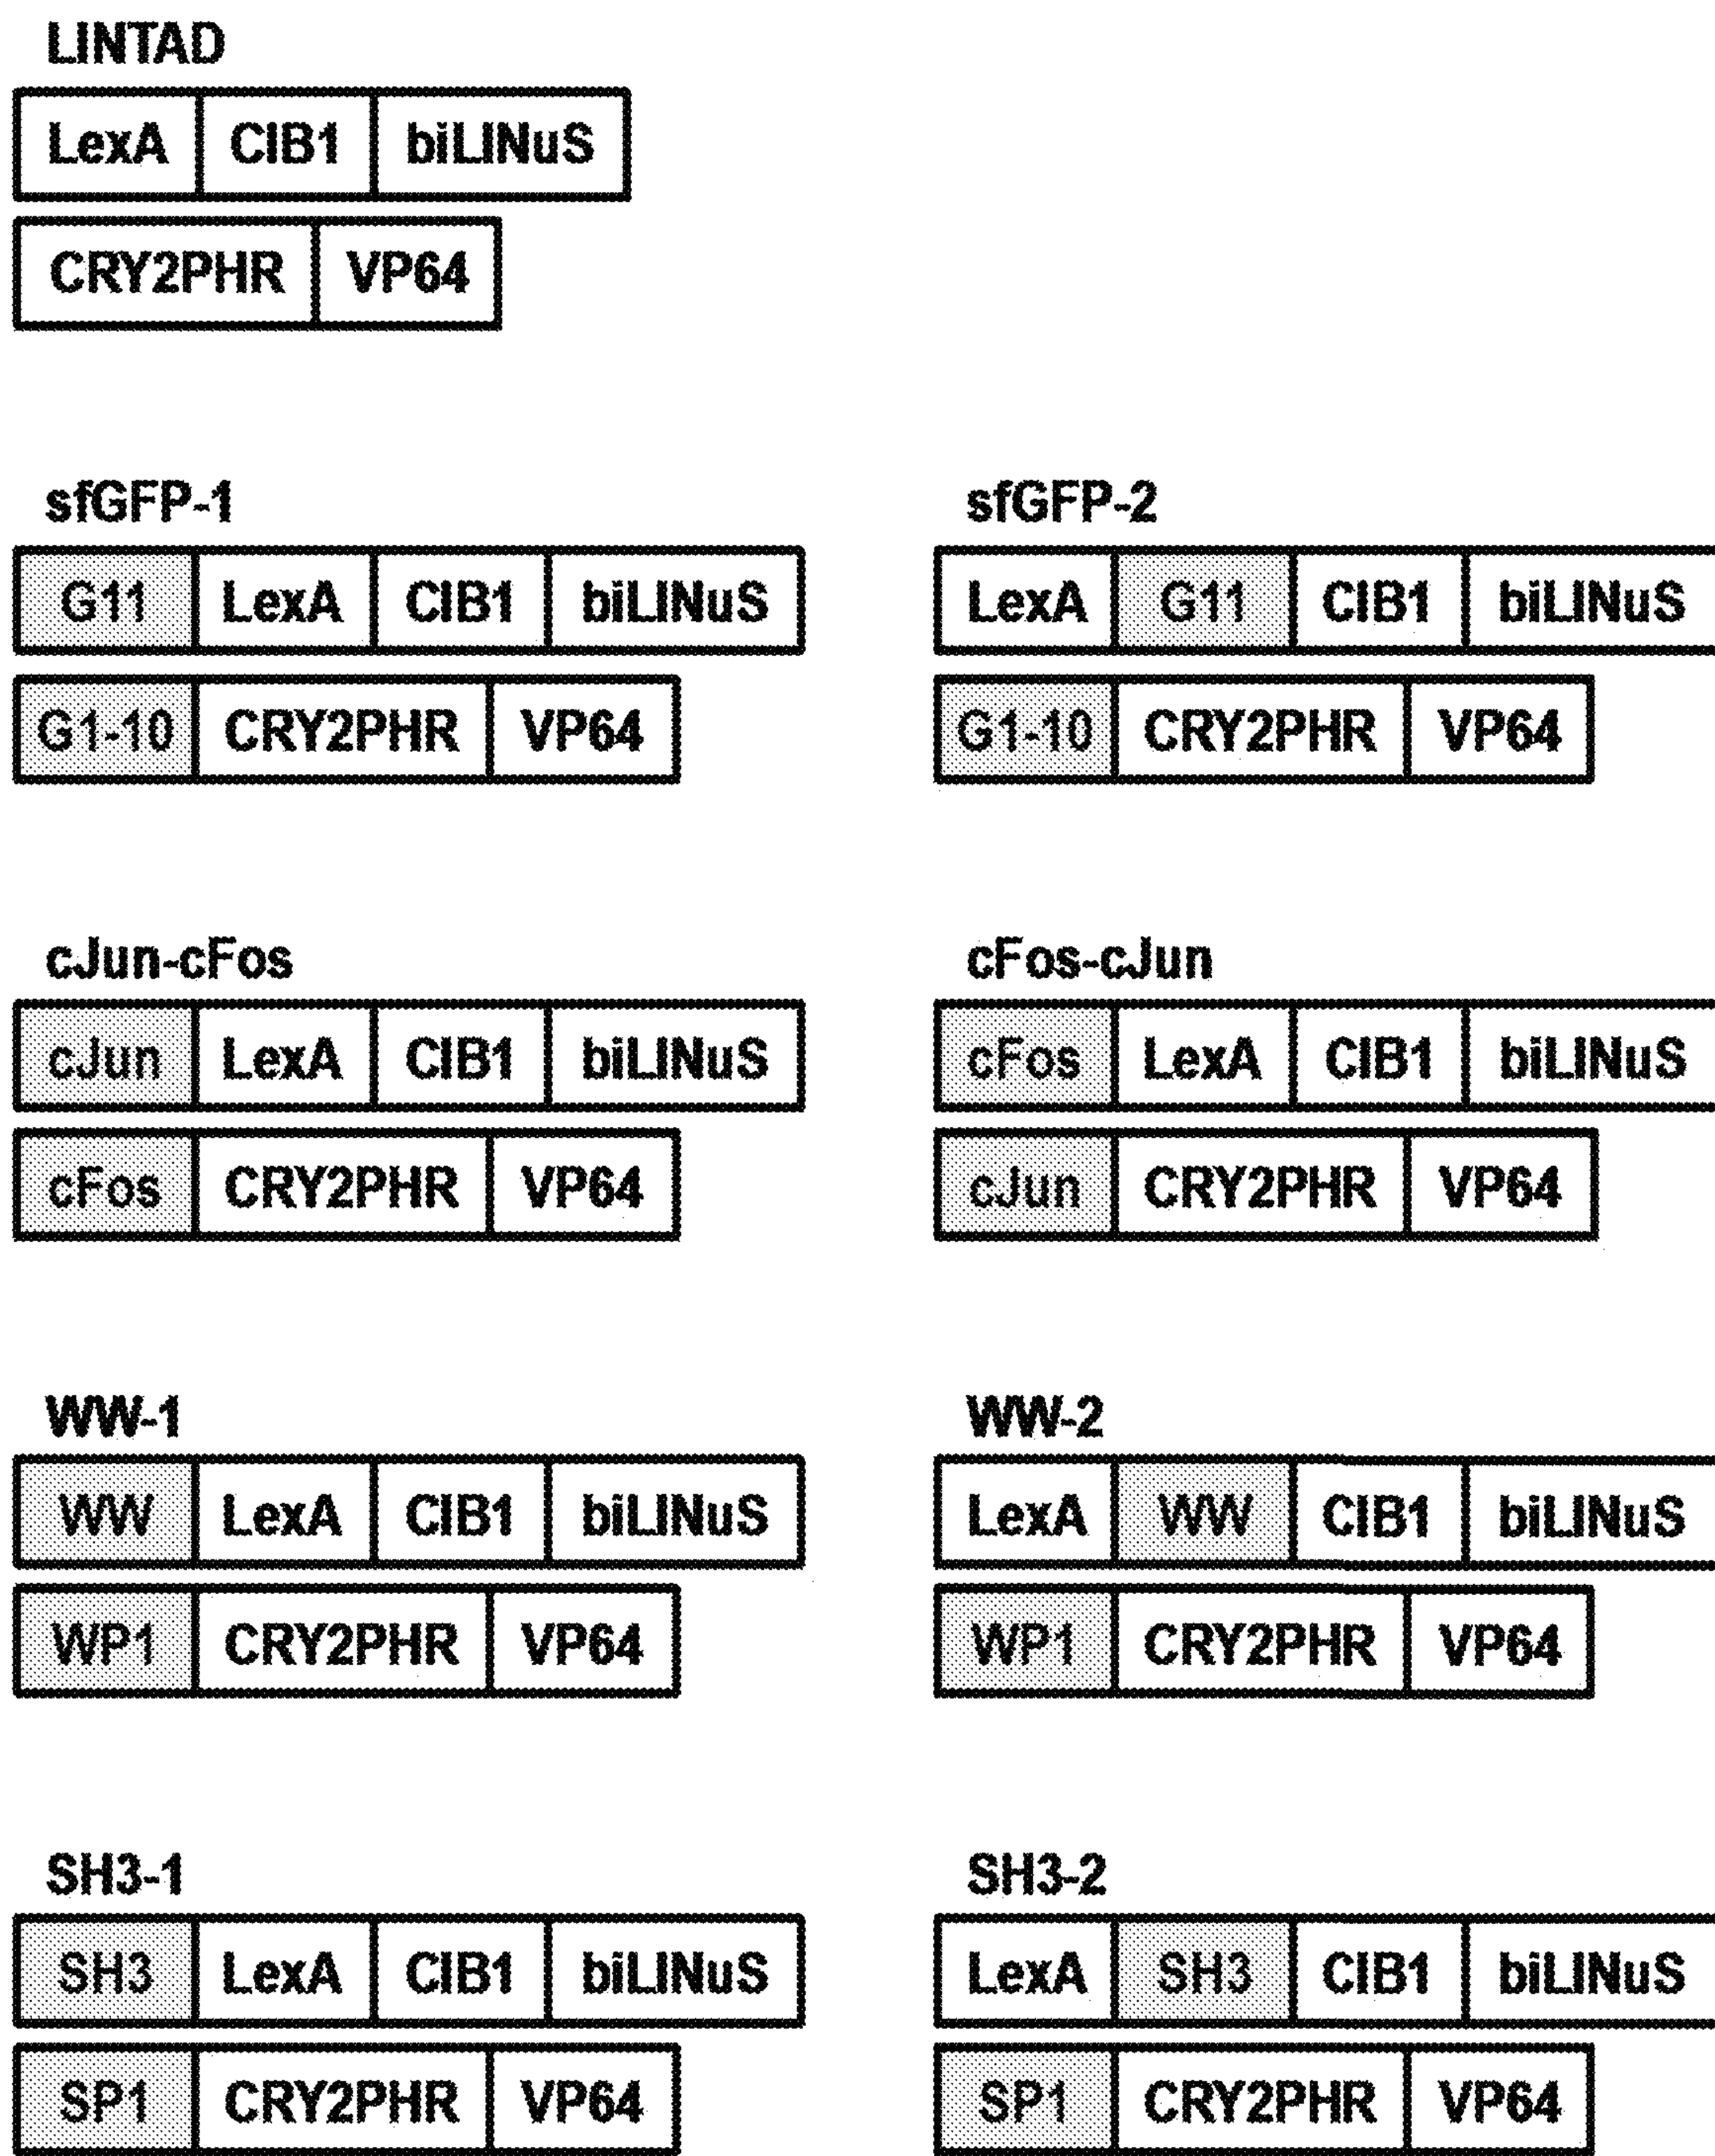 LINTAD
LexA CIB1 biLINuS
CRY2PHR VP64
sfGFP-1
G11 LexA CIB1 biLINuS
G1-10 CRY2PHR VP64
sfGFP-2
LexA G11 CIB1 biLINuS
G1-10 CRY2PHR VP64
cJun-cFos
cJun LexA CIB1 biLINuS
cFos CRY2PHR VP64
cFos-cJun
cFos LexA CIB1 biLINuS
cJun CRY2PHR VP64
WW-1
WW LexA CIB1 biLINuS
WP1 CRY2PHR VP64
WW-2
LexA WW CIB1 biLINuS
WP1 CRY2PHR VP64
SH3-1
SH3 LexA CIB1 biLINuS
SP1 CRY2PHR VP64
SH3-2
LexA SH3 CIB1 biLINuS
SP1 CRY2PHR VP64